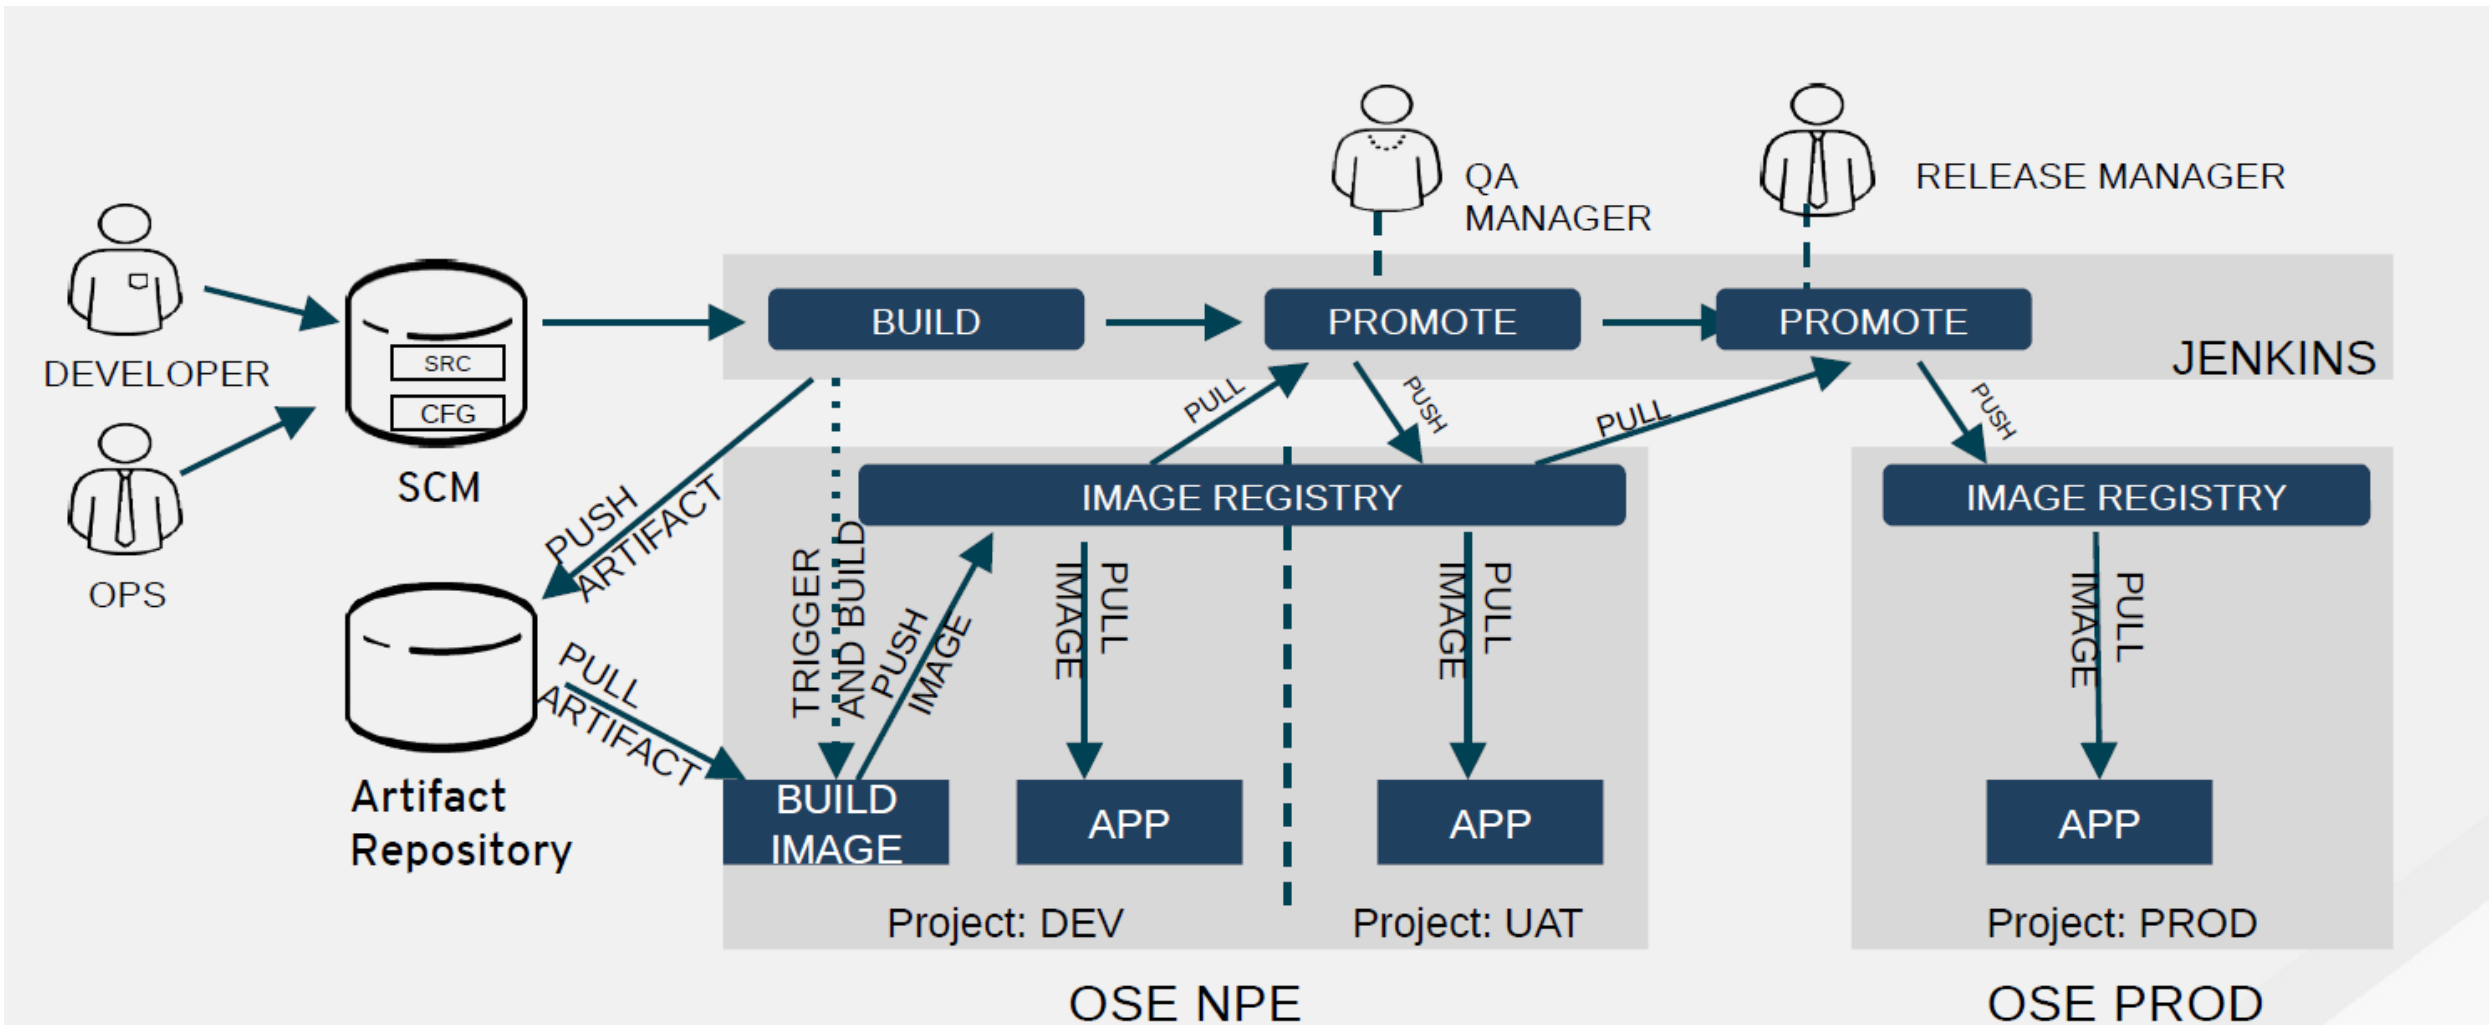 QA
MANAGER
RELEASE MANAGER
DEVELOPER
SRC
CFG
SCM
OPS
BUILD
PROMOTE
PROMOTE
JENKINS
PUSH
ARTIFACT
PULL
PUSH
PULL
PUSH
IMAGE REGISTRY
IMAGE REGISTRY
TRIGGER
AND BUILD
PUSH
IMAGE
PULL
IMAGE
PULL
IMAGE
PULL
IMAGE
PULL
ARTIFACT
Artifact
Repository
BUILD
IMAGE
APP
APP
APP
Project: DEV
Project: UAT
Project: PROD
OSE NPE
OSE PROD